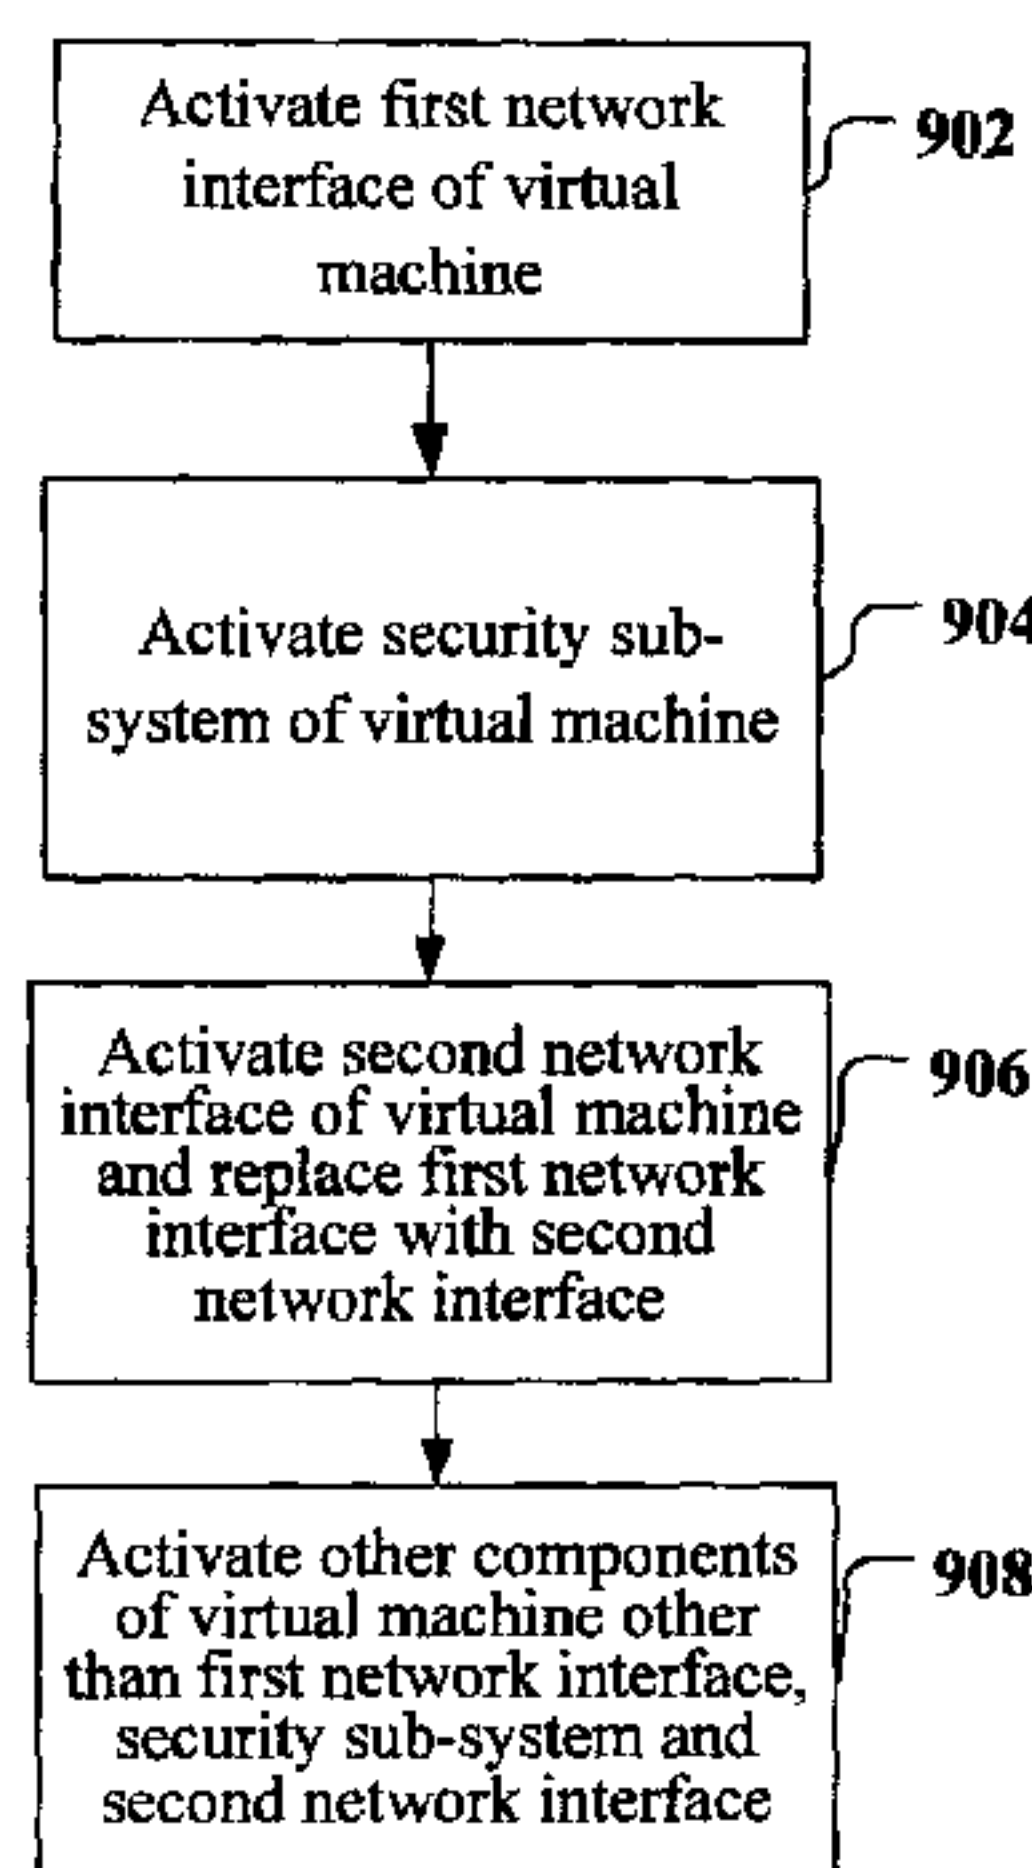 Activate first network
interface of virtual
machine
902
Activate security sub-
system of virtual machine
904
Activate second network
interface of virtual machine
and replace first network
interface with second
network interface
906
Activate other components
of virtual machine other
than first network interface,
security sub-system and
second network interface
908